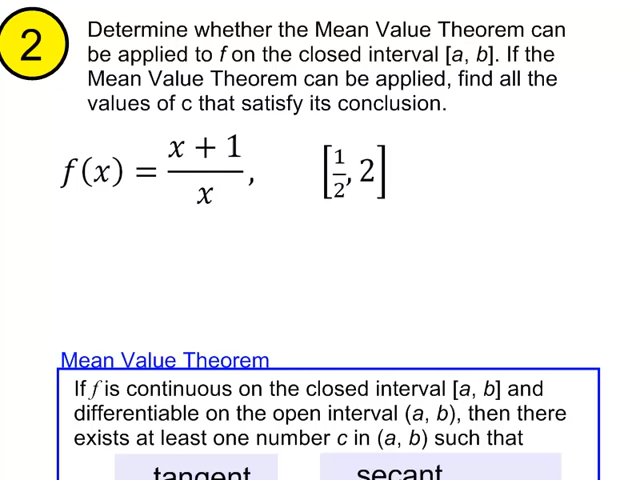 2
Determine whether the Mean Value Theorem can
be applied to f on the closed interval [a, b]. If the
Mean Value Theorem can be applied, find all the
values of c that satisfy its conclusion.
f(x) = \frac{x + 1}{x}, [\frac{1}{2}, 2]
Mean Value Theorem
If f is continuous on the closed interval [a, b] and
differentiable on the open interval (a, b), then there
exists at least one number c in (a, b) such that
tangent secant